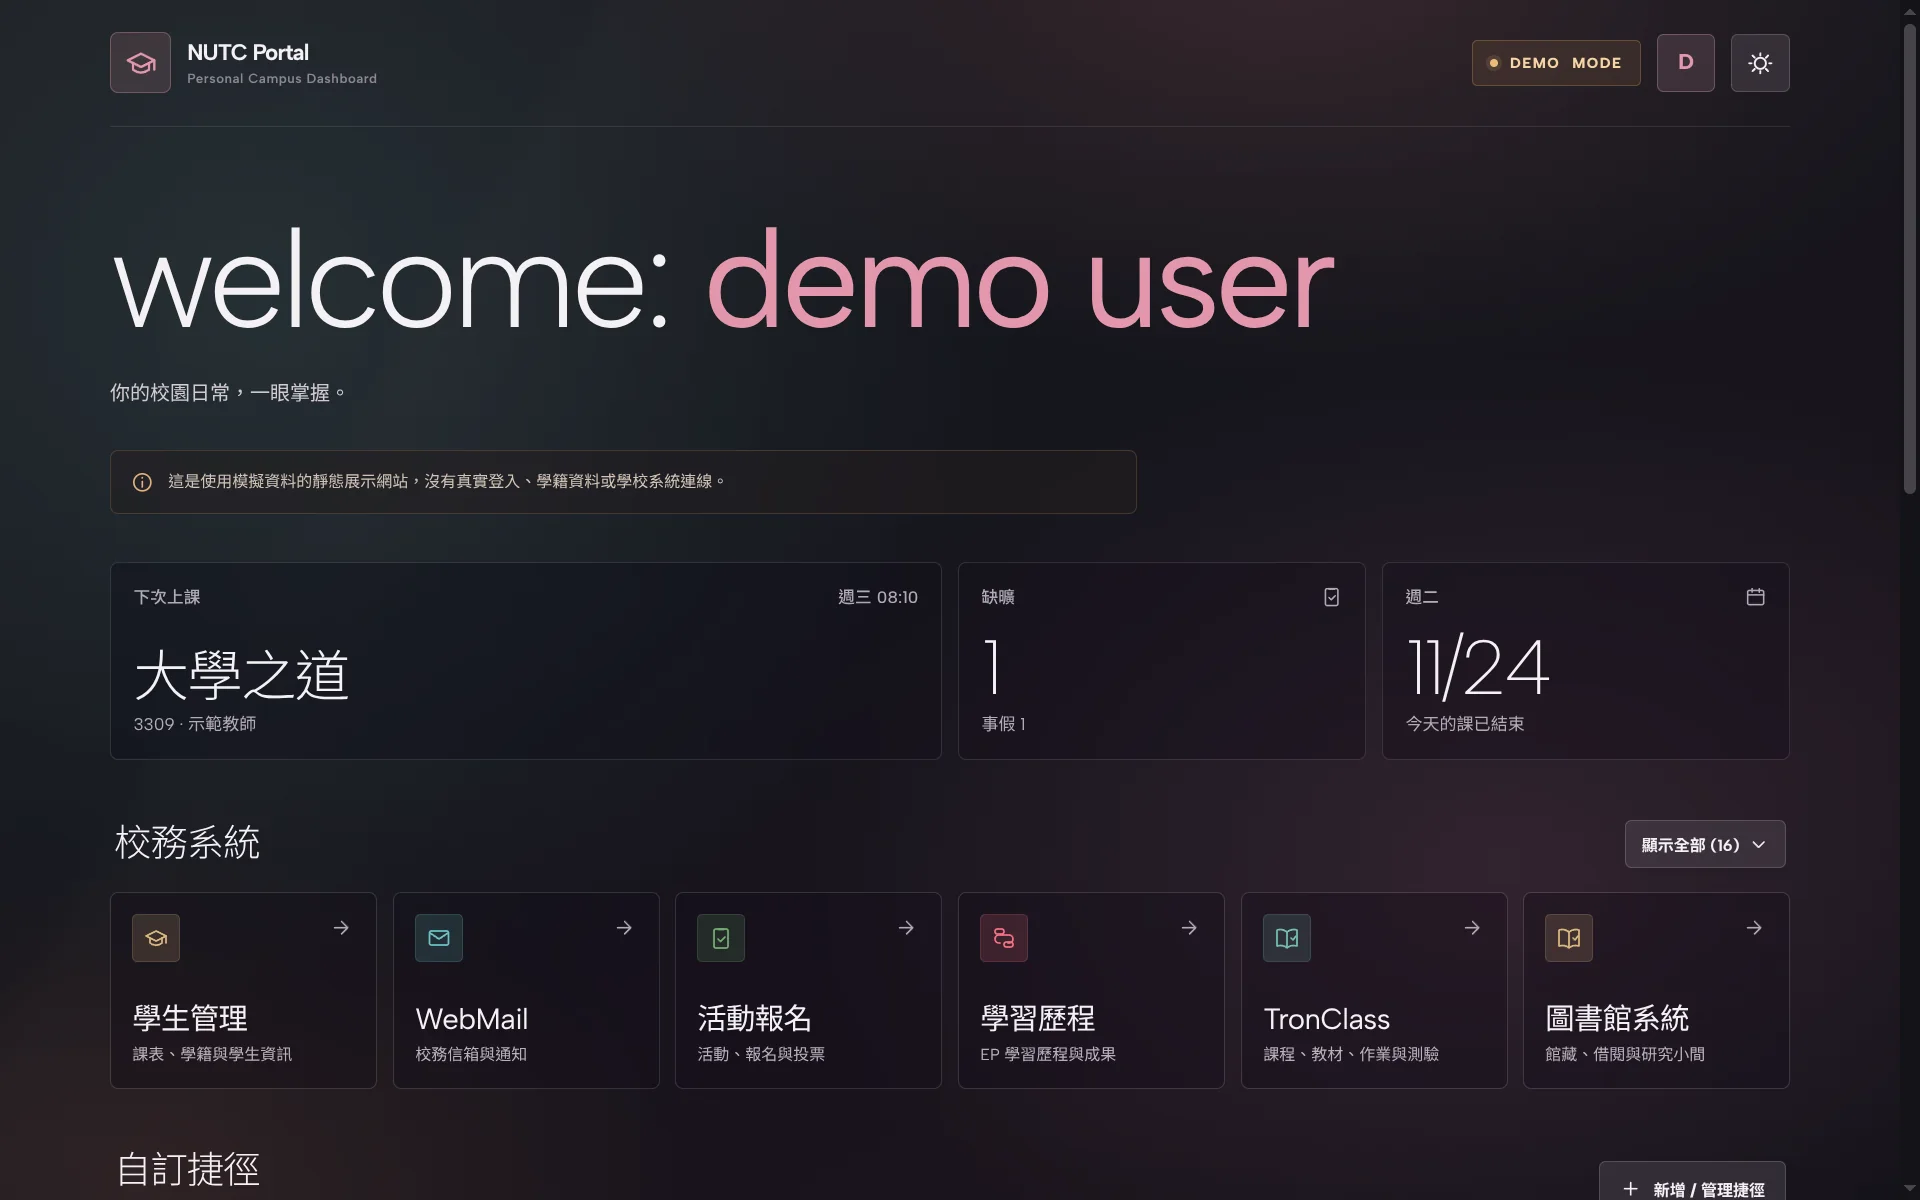 NUTC Portal
Personal Campus Dashboard
DEMO MODE
D
welcome: demo user
你的校園日常，一眼掌握。
這是使用模擬資料的靜態展示網站，沒有真實登入、學籍資料或學校系統連線。
下次上課
週三 08:10
大學之道
3309 · 示範教師
缺曠
1
事假 1
週二
11/24
今天的課已結束
校務系統
顯示全部 (16)
學生管理
課表、學籍與學生資訊
WebMail
校務信箱與通知
活動報名
活動、報名與投票
學習歷程
EP 學習歷程與成果
TronClass
課程、教材、作業與測驗
圖書館系統
館藏、借閱與研究小間
自訂捷徑
新增 / 管理捷徑